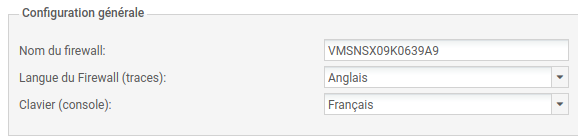 Configuration générale
Nom du firewall: VMSNSX09K0639A9
Langue du Firewall (traces): Anglais
Clavier (console): Français